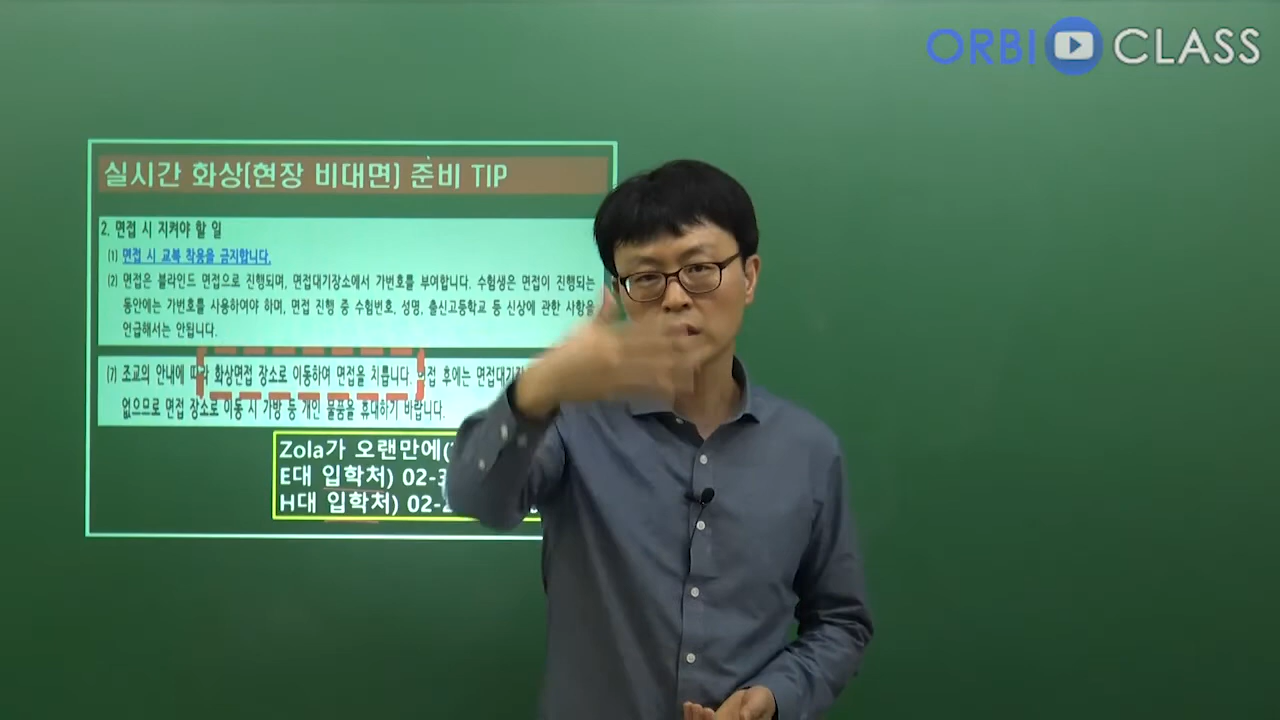 ORBI CLASS
실시간 화상(현장 비대면) 준비 TIP
2. 면접 시 지켜야 할 일
(1) 면접 시 교복 착용을 금지합니다.
(2) 면접은 블라인드 면접으로 진행되며, 면접대기장소에서 가번호를 부여합니다. 수험생은 면접이 진행되는
동안에는 가번호를 사용하여야 하며, 면접 진행 중 수험번호, 성명, 출신고등학교 등 신상에 관한 사항을
언급해서는 안됩니다.
(7) 조교의 안내에 따라 화상면접 장소로 이동하여 면접을 치릅니다. 면접 후에는
없으므로 면접 장소로 이동 시 가방 등 개인 물품을 휴대하기 바랍니다.
Zola가 오랜만에(
E대 입학처) 02-3
H대 입학처) 02-2